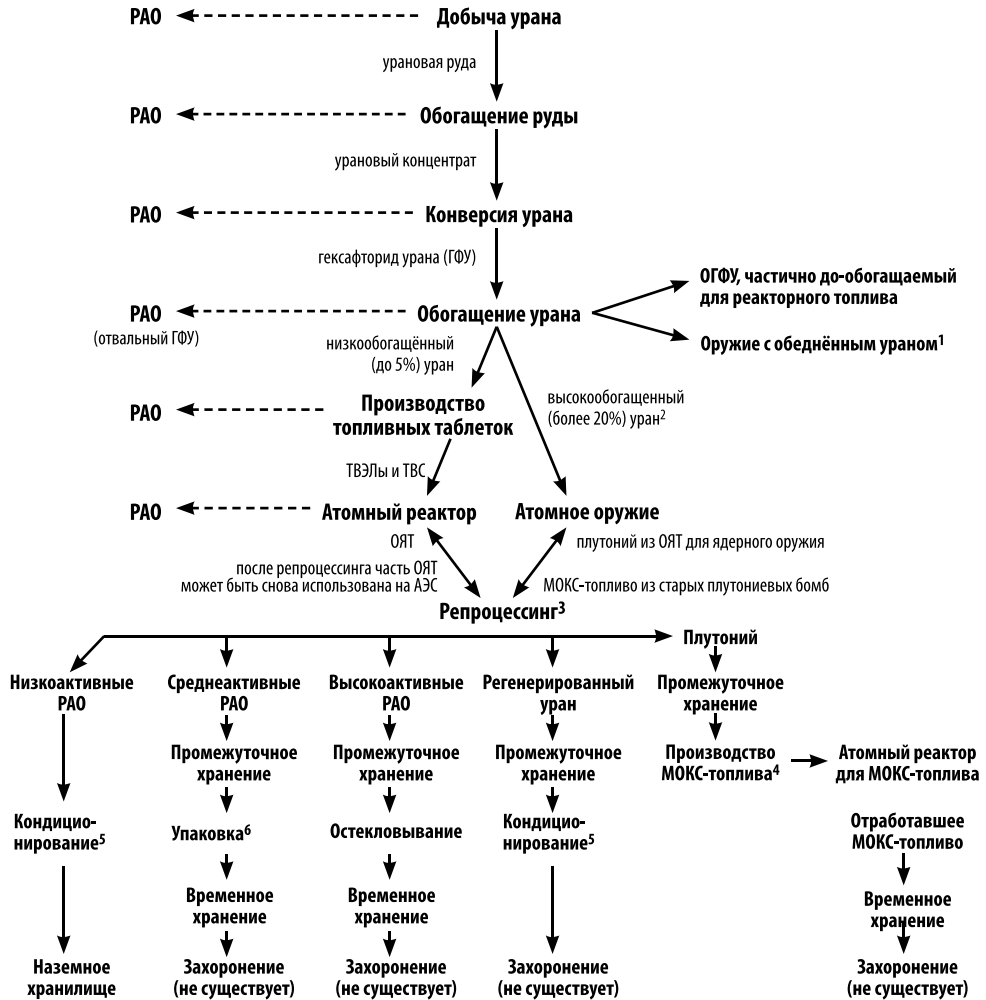 РАО
Добыча урана
урановая руда
РАО
Обогащение руды
урановый концентрат
РАО
Конверсия урана
гексафторид урана (ГФУ)
ОГФУ, частично до-обогащаемый
для реакторного топлива
РАО
(отвальный ГФУ)
Обогащение урана
Оружие с обеднённым ураном¹
низкообогащённый
(до 5%) уран
высокообогащенный
(более 20%) уран²
РАО
Производство
топливных таблеток
ТВЭЛы и ТВС
РАО
Атомный реактор
Атомное оружие
ОЯТ
плутоний из ОЯТ для ядерного оружия
после репроцессинга часть ОЯТ
может быть снова использована на АЭС
МОКС-топливо из старых плутониевых бомб
Репроцессинг³
Плутоний
Низкоактивные
РАО
Среднеактивные
РАО
Высокоактивные
РАО
Регенерированный
уран
Промежуточное
хранение
Промежуточное
хранение
Промежуточное
хранение
Промежуточное
хранение
Производство
МОКС-топлива⁴
Атомный реактор
для МОКС-топлива
Кондицио-
нирование⁵
Упаковка⁶
Остекловывание
Кондицио-
нирование⁵
Отработавшее
МОКС-топливо
Временное
хранение
Временное
хранение
Временное
хранение
Наземное
хранилище
Захоронение
(не существует)
Захоронение
(не существует)
Захоронение
(не существует)
Захоронение
(не существует)